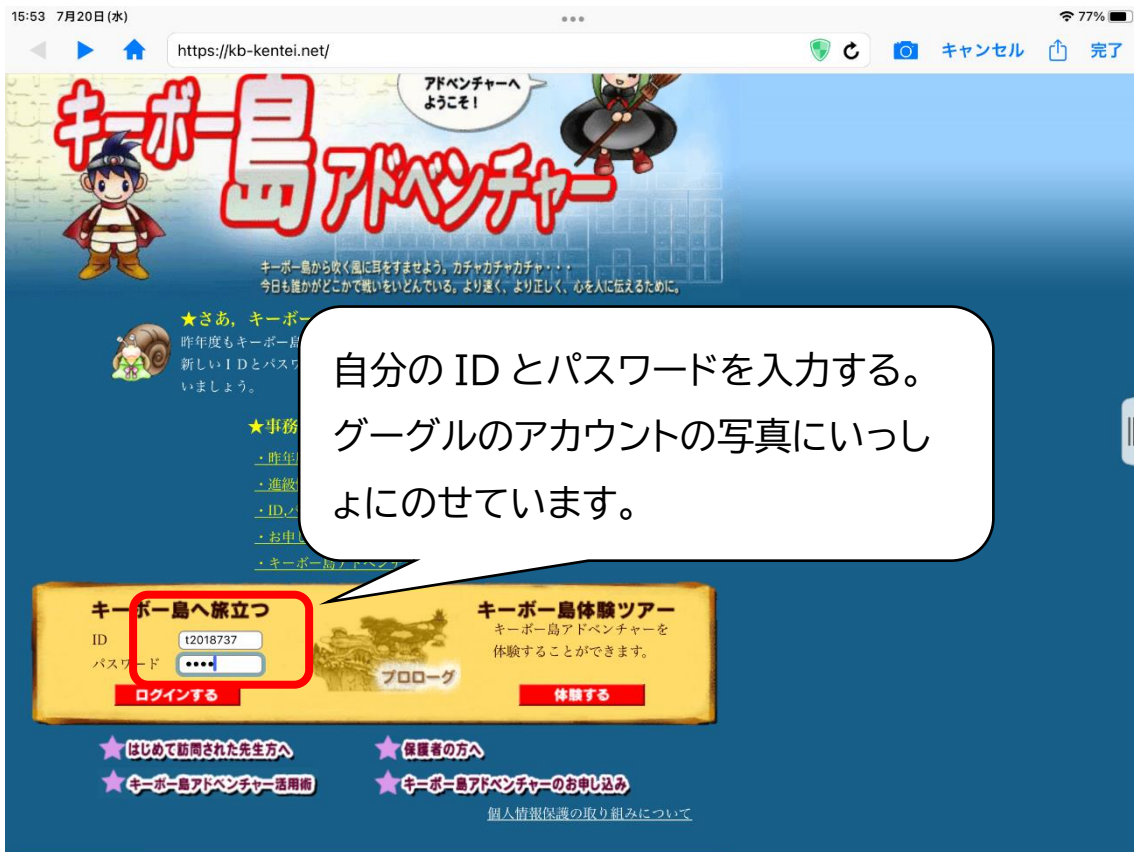 15:53 7月20日(水)
77%
https://kb-kentei.net/
キャンセル
完了
アドベンチャーへ
ようこそ！
キーボー島
アドベンチャー
キーボー島から吹く風に耳をすませよう。カチャカチャカチャ・・・
今日も誰かがどこかで戦いをいどんでいる。より速く、より正しく、心を人に伝えるために。
★さあ，キーボー
昨年度もキーボー島
新しいＩＤとパスワ
いましょう。
★事務
・昨年
・進級
・ID,パ
・お申し
・キーボー島アドベンチ
自分の ID とパスワードを入力する。
グーグルのアカウントの写真にいっし
ょにのせています。
キーボー島へ旅立つ
ID t2018737
パスワード ••••
ログインする
プロローグ
キーボー島体験ツアー
キーボー島アドベンチャーを
体験することができます。
体験する
はじめて訪問された先生方へ
保護者の方へ
キーボー島アドベンチャー活用術
キーボー島アドベンチャーのお申し込み
個人情報保護の取り組みについて